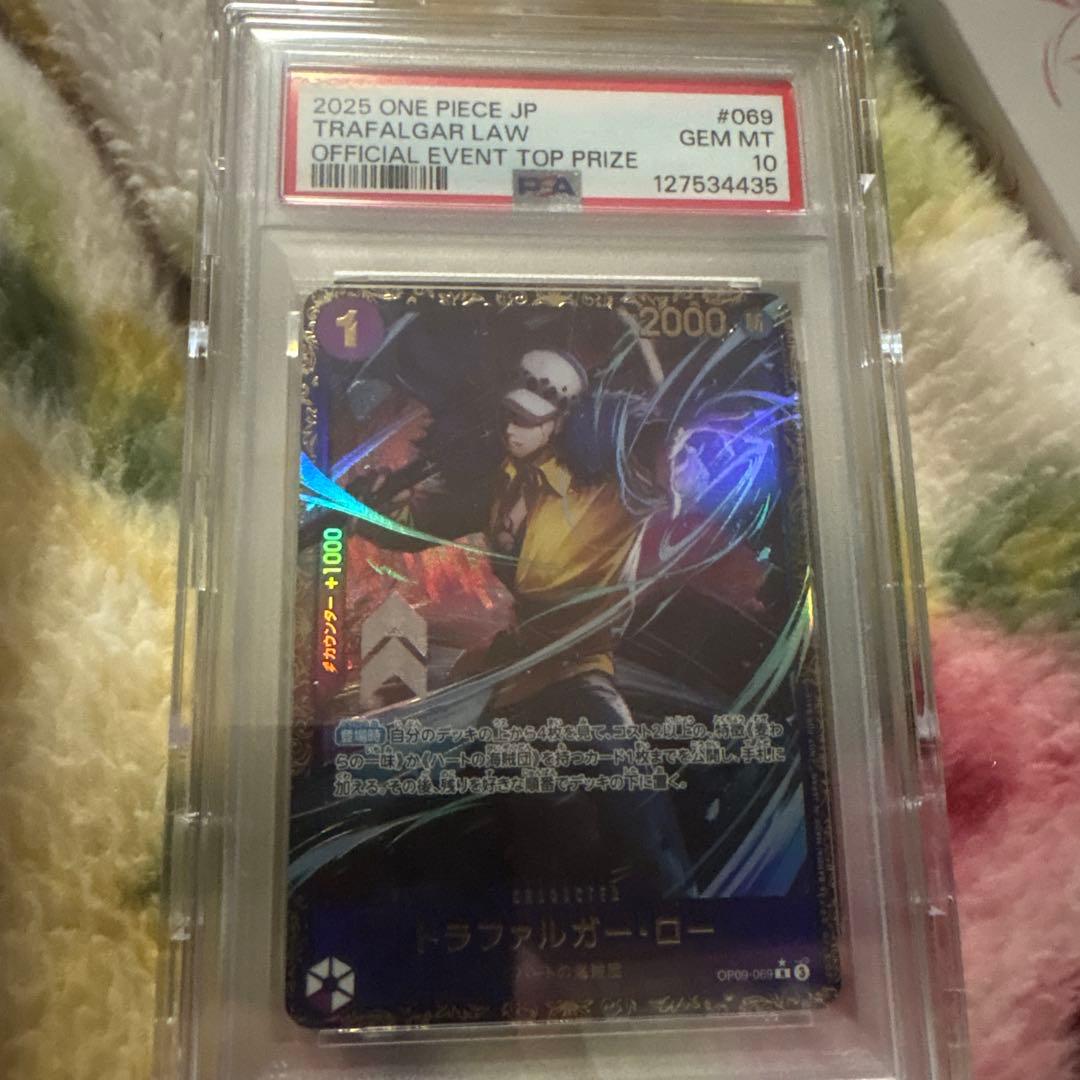 2025 ONE PIECE JP
#069
TRAFALGAR LAW
GEM MT
OFFICIAL EVENT TOP PRIZE
10
PSA
127534435
1
2000
斬
カウンター+1000
登場時 自分のデッキの上から4枚を見て、コスト2以上の、特徴《麦わ
らの一味》か《ハートの海賊団》を持つカード1枚までを公開し、手札に
加える。その後、残りを好きな順番でデッキの下に置く。
CHARACTER
トラファルガー・ロー
ハートの海賊団
OP09-069 R 3